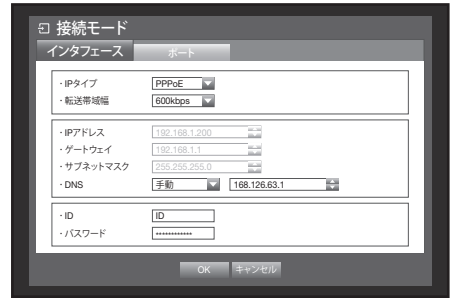 接続モード
インタフェース ポート
· IPタイプ PPPoE
· 転送帯域幅 600kbps
· IPアドレス 192.168.1.200
· ゲートウェイ 192.168.1.1
· サブネットマスク 255.255.255.0
· DNS 手動 168.126.63.1
· ID ID
· パスワード ************
OK キャンセル